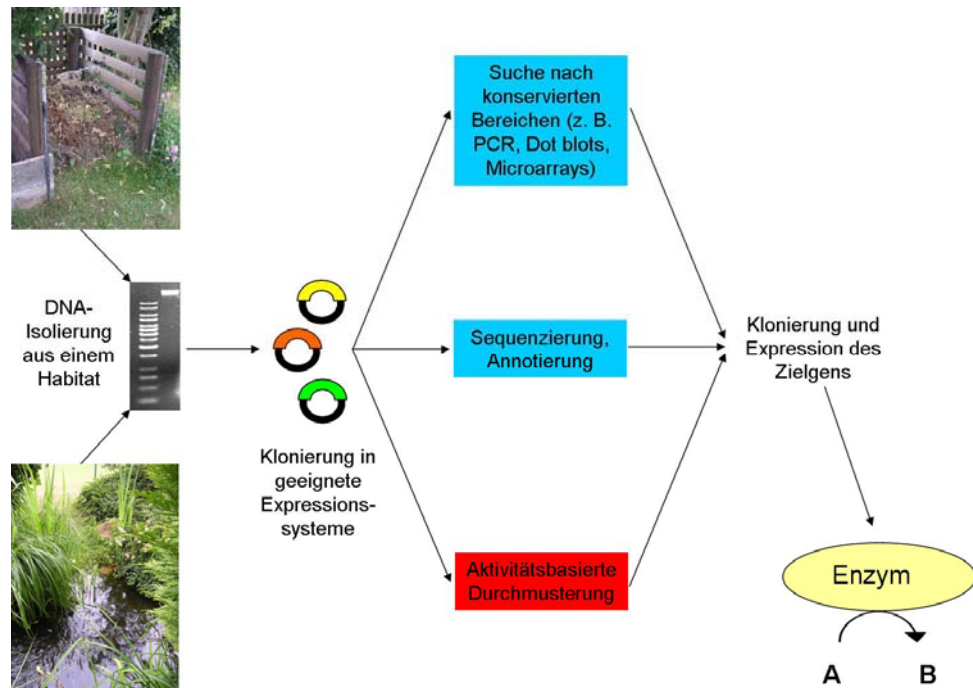 DNA-
Isolierung
aus einem
Habitat
Klonierung in
geeignete
Expressions-
systeme
Suche nach
konservierten
Bereichen (z. B.
PCR, Dot blots,
Microarrays)
Sequenzierung,
Annotierung
Aktivitätsbasierte
Durchmusterung
Klonierung und
Expression des
Zielgens
Enzym
A B